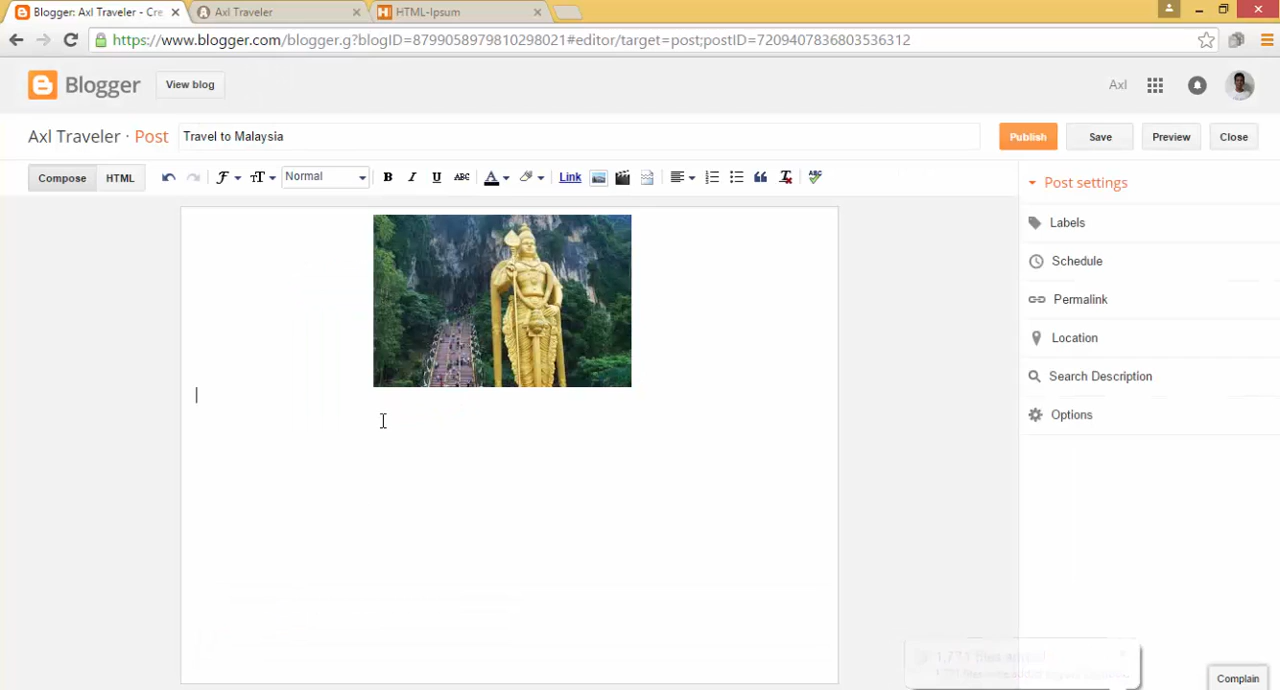 Blogger: Axl Traveler - Cre
Axl Traveler
HTML-Ipsum
https://www.blogger.com/blogger.g?blogID=8799058979810298021#editor/target=post;postID=7209407836803536312
Blogger
View blog
Axl
Axl Traveler · Post
Travel to Malaysia
Publish
Save
Preview
Close
Compose
HTML
Normal
B I U ABC A
Link
ABC
Post settings
Labels
Schedule
Permalink
Location
Search Description
Options
Complain